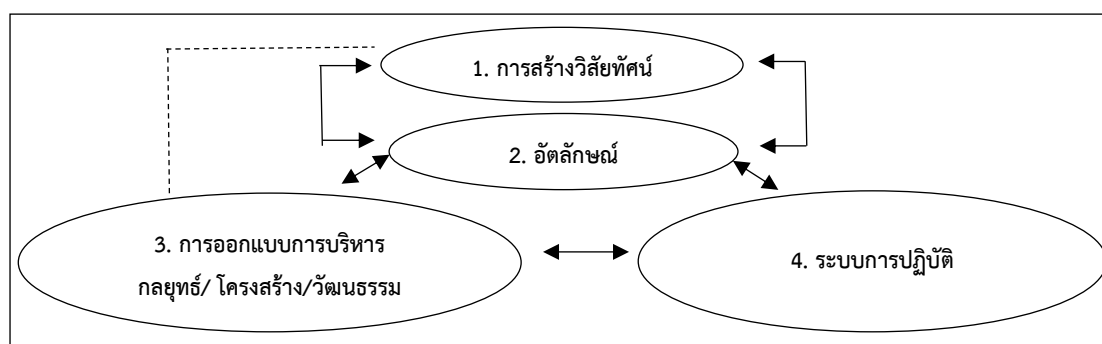 1. การสร้างวิสัยทัศน์
2. อัตลักษณ์
3. การออกแบบการบริหาร
กลยุทธ์/ โครงสร้าง/วัฒนธรรม
4. ระบบการปฏิบัติ